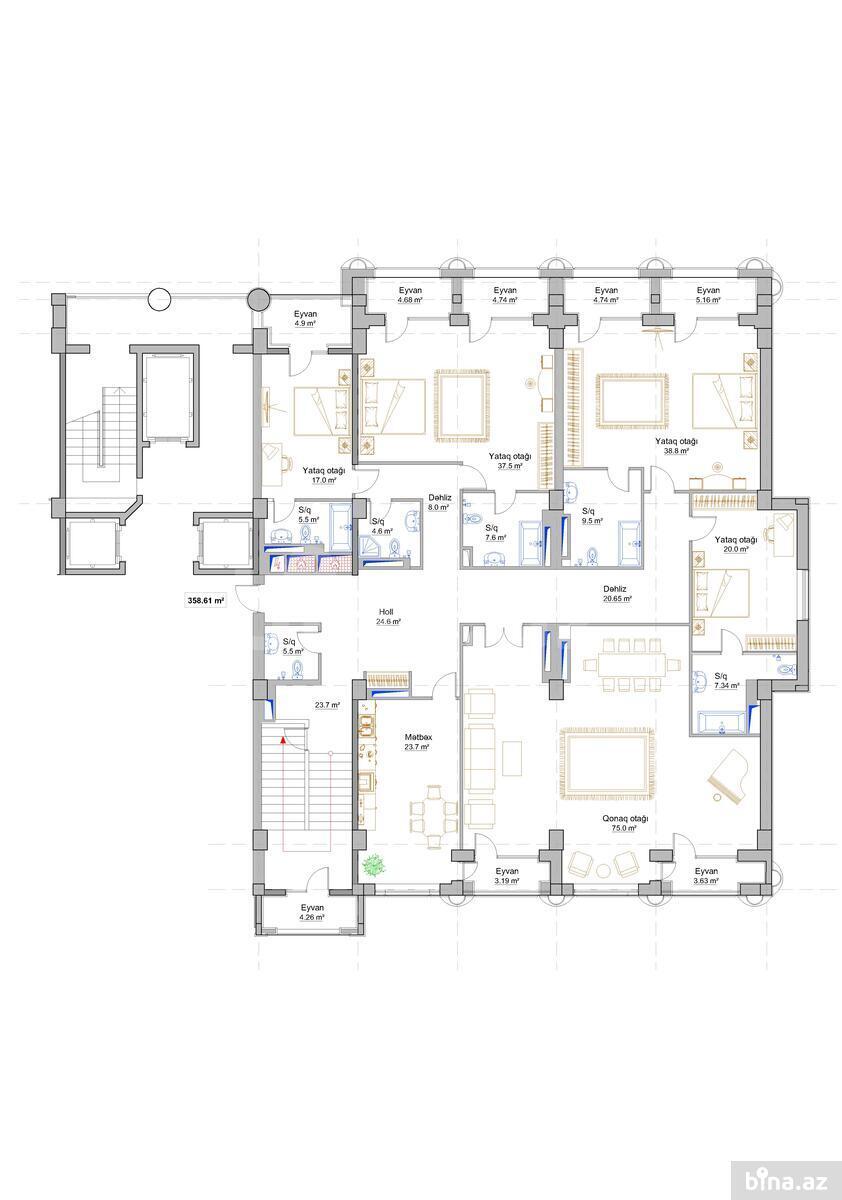 Eyvan
4.68 m²
Eyvan
4.74 m²
Eyvan
4.74 m²
Eyvan
5.16 m²
Eyvan
4.9 m²
Yataq otağı
17.0 m²
Yataq otağı
37.5 m²
Yataq otağı
38.8 m²
Dəhliz
8.0 m²
S/q
5.5 m²
S/q
4.6 m²
S/q
7.6 m²
S/q
9.5 m²
Yataq otağı
20.0 m²
358.61 m²
Holl
24.6 m²
Dəhliz
20.65 m²
S/q
5.5 m²
S/q
7.34 m²
23.7 m²
Mətbəx
23.7 m²
Qonaq otağı
75.0 m²
Eyvan
3.19 m²
Eyvan
3.63 m²
Eyvan
4.26 m²
bina.az